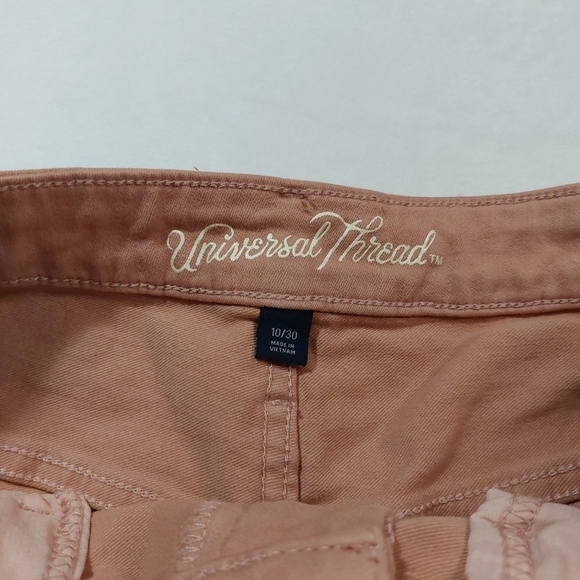 Universal Thread™
10/30
MADE IN
VIETNAM